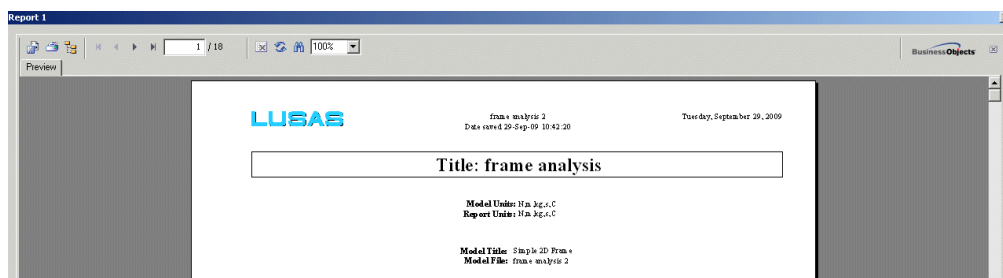 Report 1
1 / 18 100%
BusinessObjects
Preview
LUSAS
frame analysis 2
Date saved 29-Sep-09 10:42:20
Tuesday, September 29, 2009
Title: frame analysis
Model Units: N,m,kg,s,C
Report Units: N,m,kg,s,C
Model Title: Simple 2D Frame
Model File: frame analysis 2